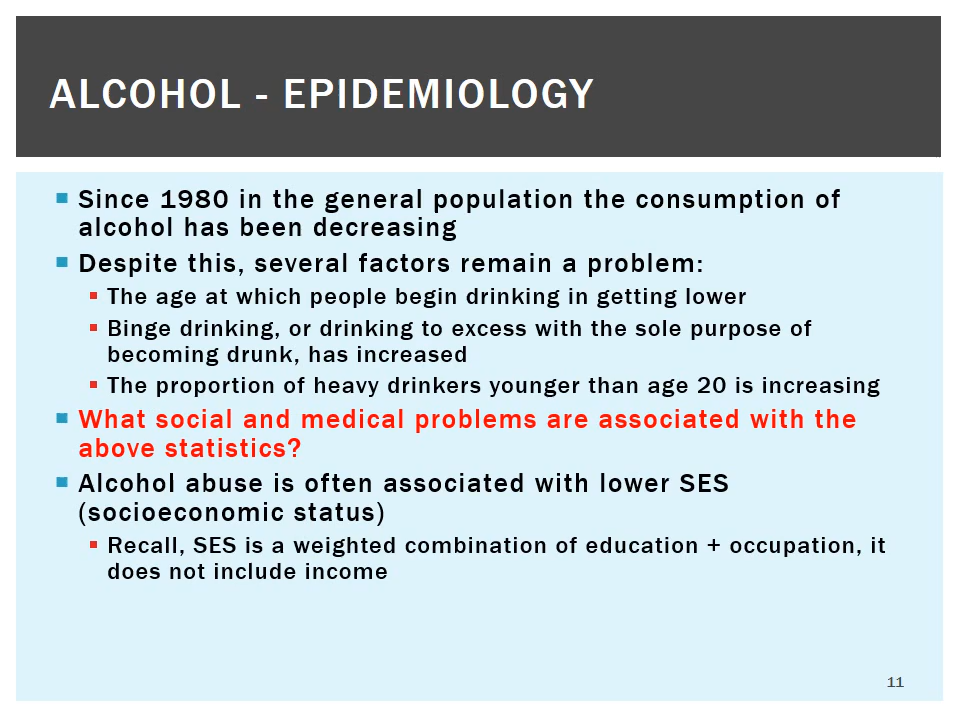 ALCOHOL - EPIDEMIOLOGY
Since 1980 in the general population the consumption of
alcohol has been decreasing
Despite this, several factors remain a problem:
The age at which people begin drinking in getting lower
Binge drinking, or drinking to excess with the sole purpose of
becoming drunk, has increased
The proportion of heavy drinkers younger than age 20 is increasing
What social and medical problems are associated with the
above statistics?
Alcohol abuse is often associated with lower SES
(socioeconomic status)
Recall, SES is a weighted combination of education + occupation, it
does not include income
11